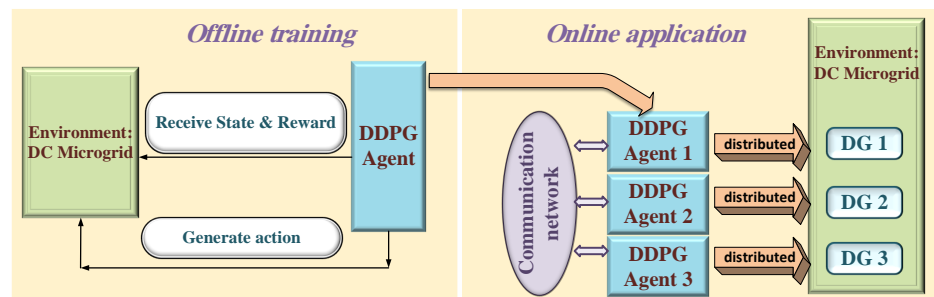 Offline training
Environment:
DC Microgrid
Receive State & Reward
Generate action
DDPG
Agent
Online application
Communication
network
DDPG
Agent 1
DDPG
Agent 2
DDPG
Agent 3
distributed
distributed
distributed
Environment:
DC Microgrid
DG 1
DG 2
DG 3